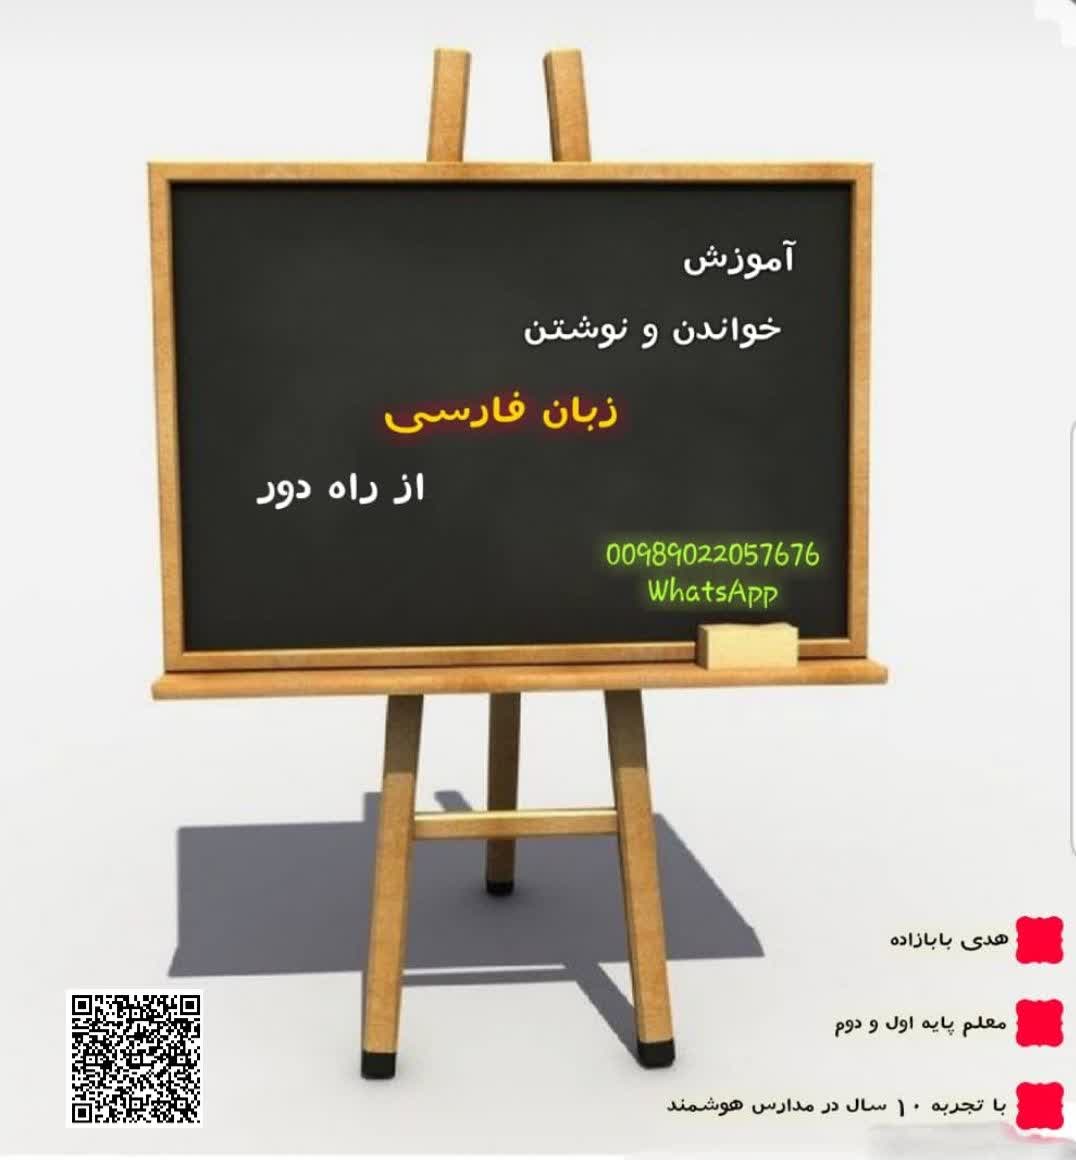 آموزش
خواندن و نوشتن
زبان فارسی
از راه دور
00989022057676
WhatsApp
هدی بابازاده
معلم پایه اول و دوم
با تجربه ۱۰ سال در مدارس هوشمند